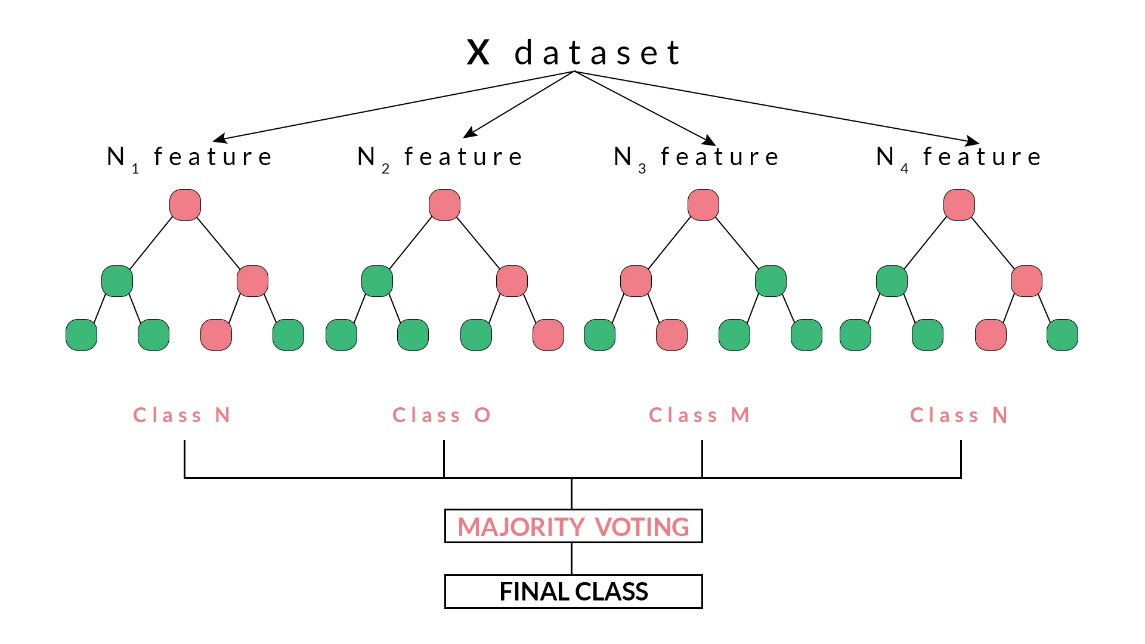 X dataset
N1 feature
N2 feature
N3 feature
N4 feature
Class N
Class O
Class M
Class N
MAJORITY VOTING
FINAL CLASS